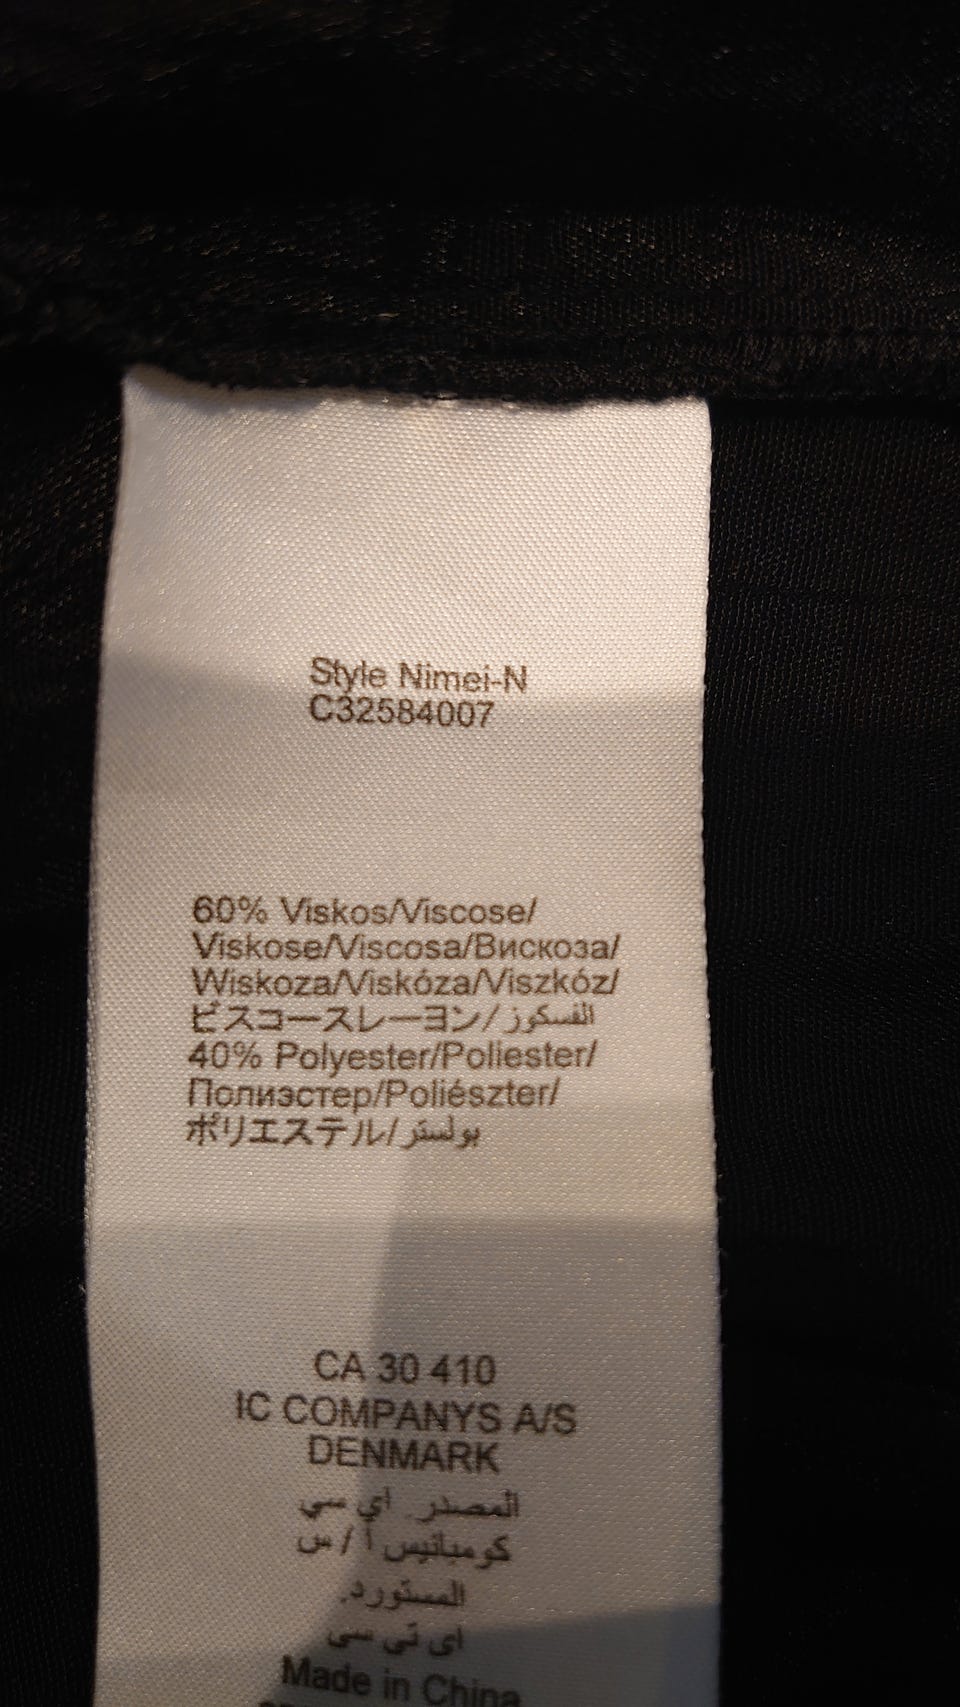 Style Nimei-N
C32584007
60% Viskos/Viscose/
Viskose/Viscosa/Вискоза/
Wiskoza/Viskóza/Viszkóz/
ビスコースレーヨン/الفسكوز
40% Polyester/Poliester/
Полиэстер/Poliészter/
ポリエステル/بولستر
CA 30 410
IC COMPANYS A/S
DENMARK
المصدر. اي سي
كومبانيس أ / س
المستورد.
اي تي سي
Made in China